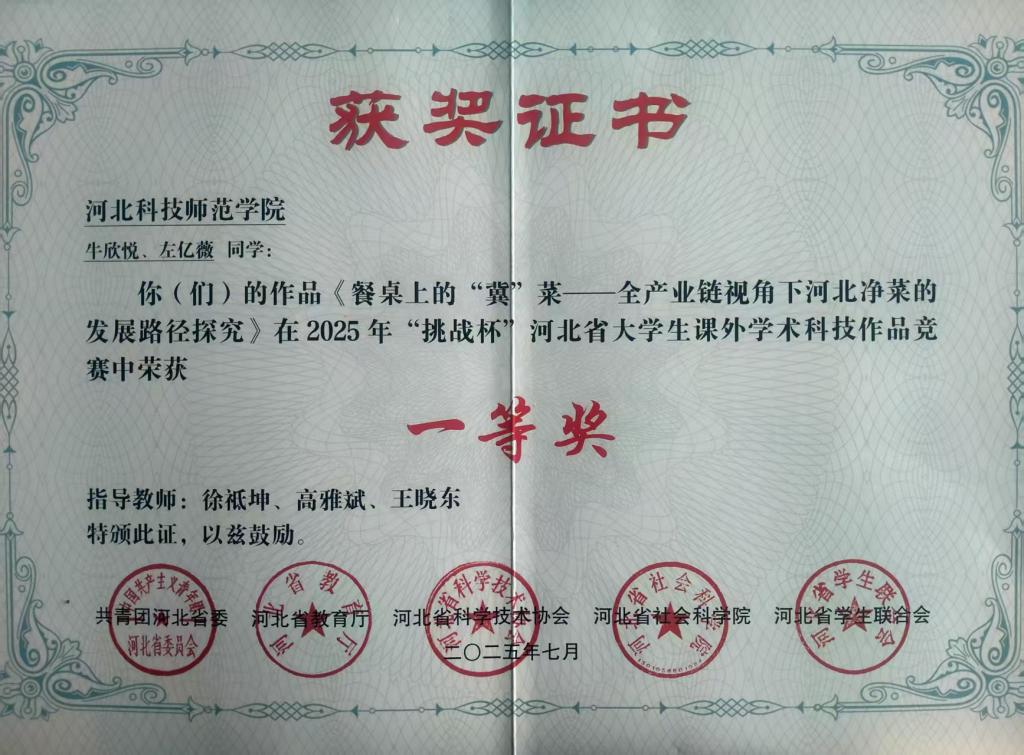 获奖证书
河北科技师范学院
牛欣悦、左亿薇 同学：
你（们）的作品《餐桌上的“冀”菜——全产业链视角下河北净菜的
发展路径探究》在 2025 年“挑战杯”河北省大学生课外学术科技作品竞
赛中荣获
一等奖
指导教师：徐祗坤、高雅斌、王晓东
特颁此证，以兹鼓励。
共青团河北省委 河北省教育厅 河北省科学技术协会 河北省社会科学院 河北省学生联合会
二〇二五年七月
河北省委员会